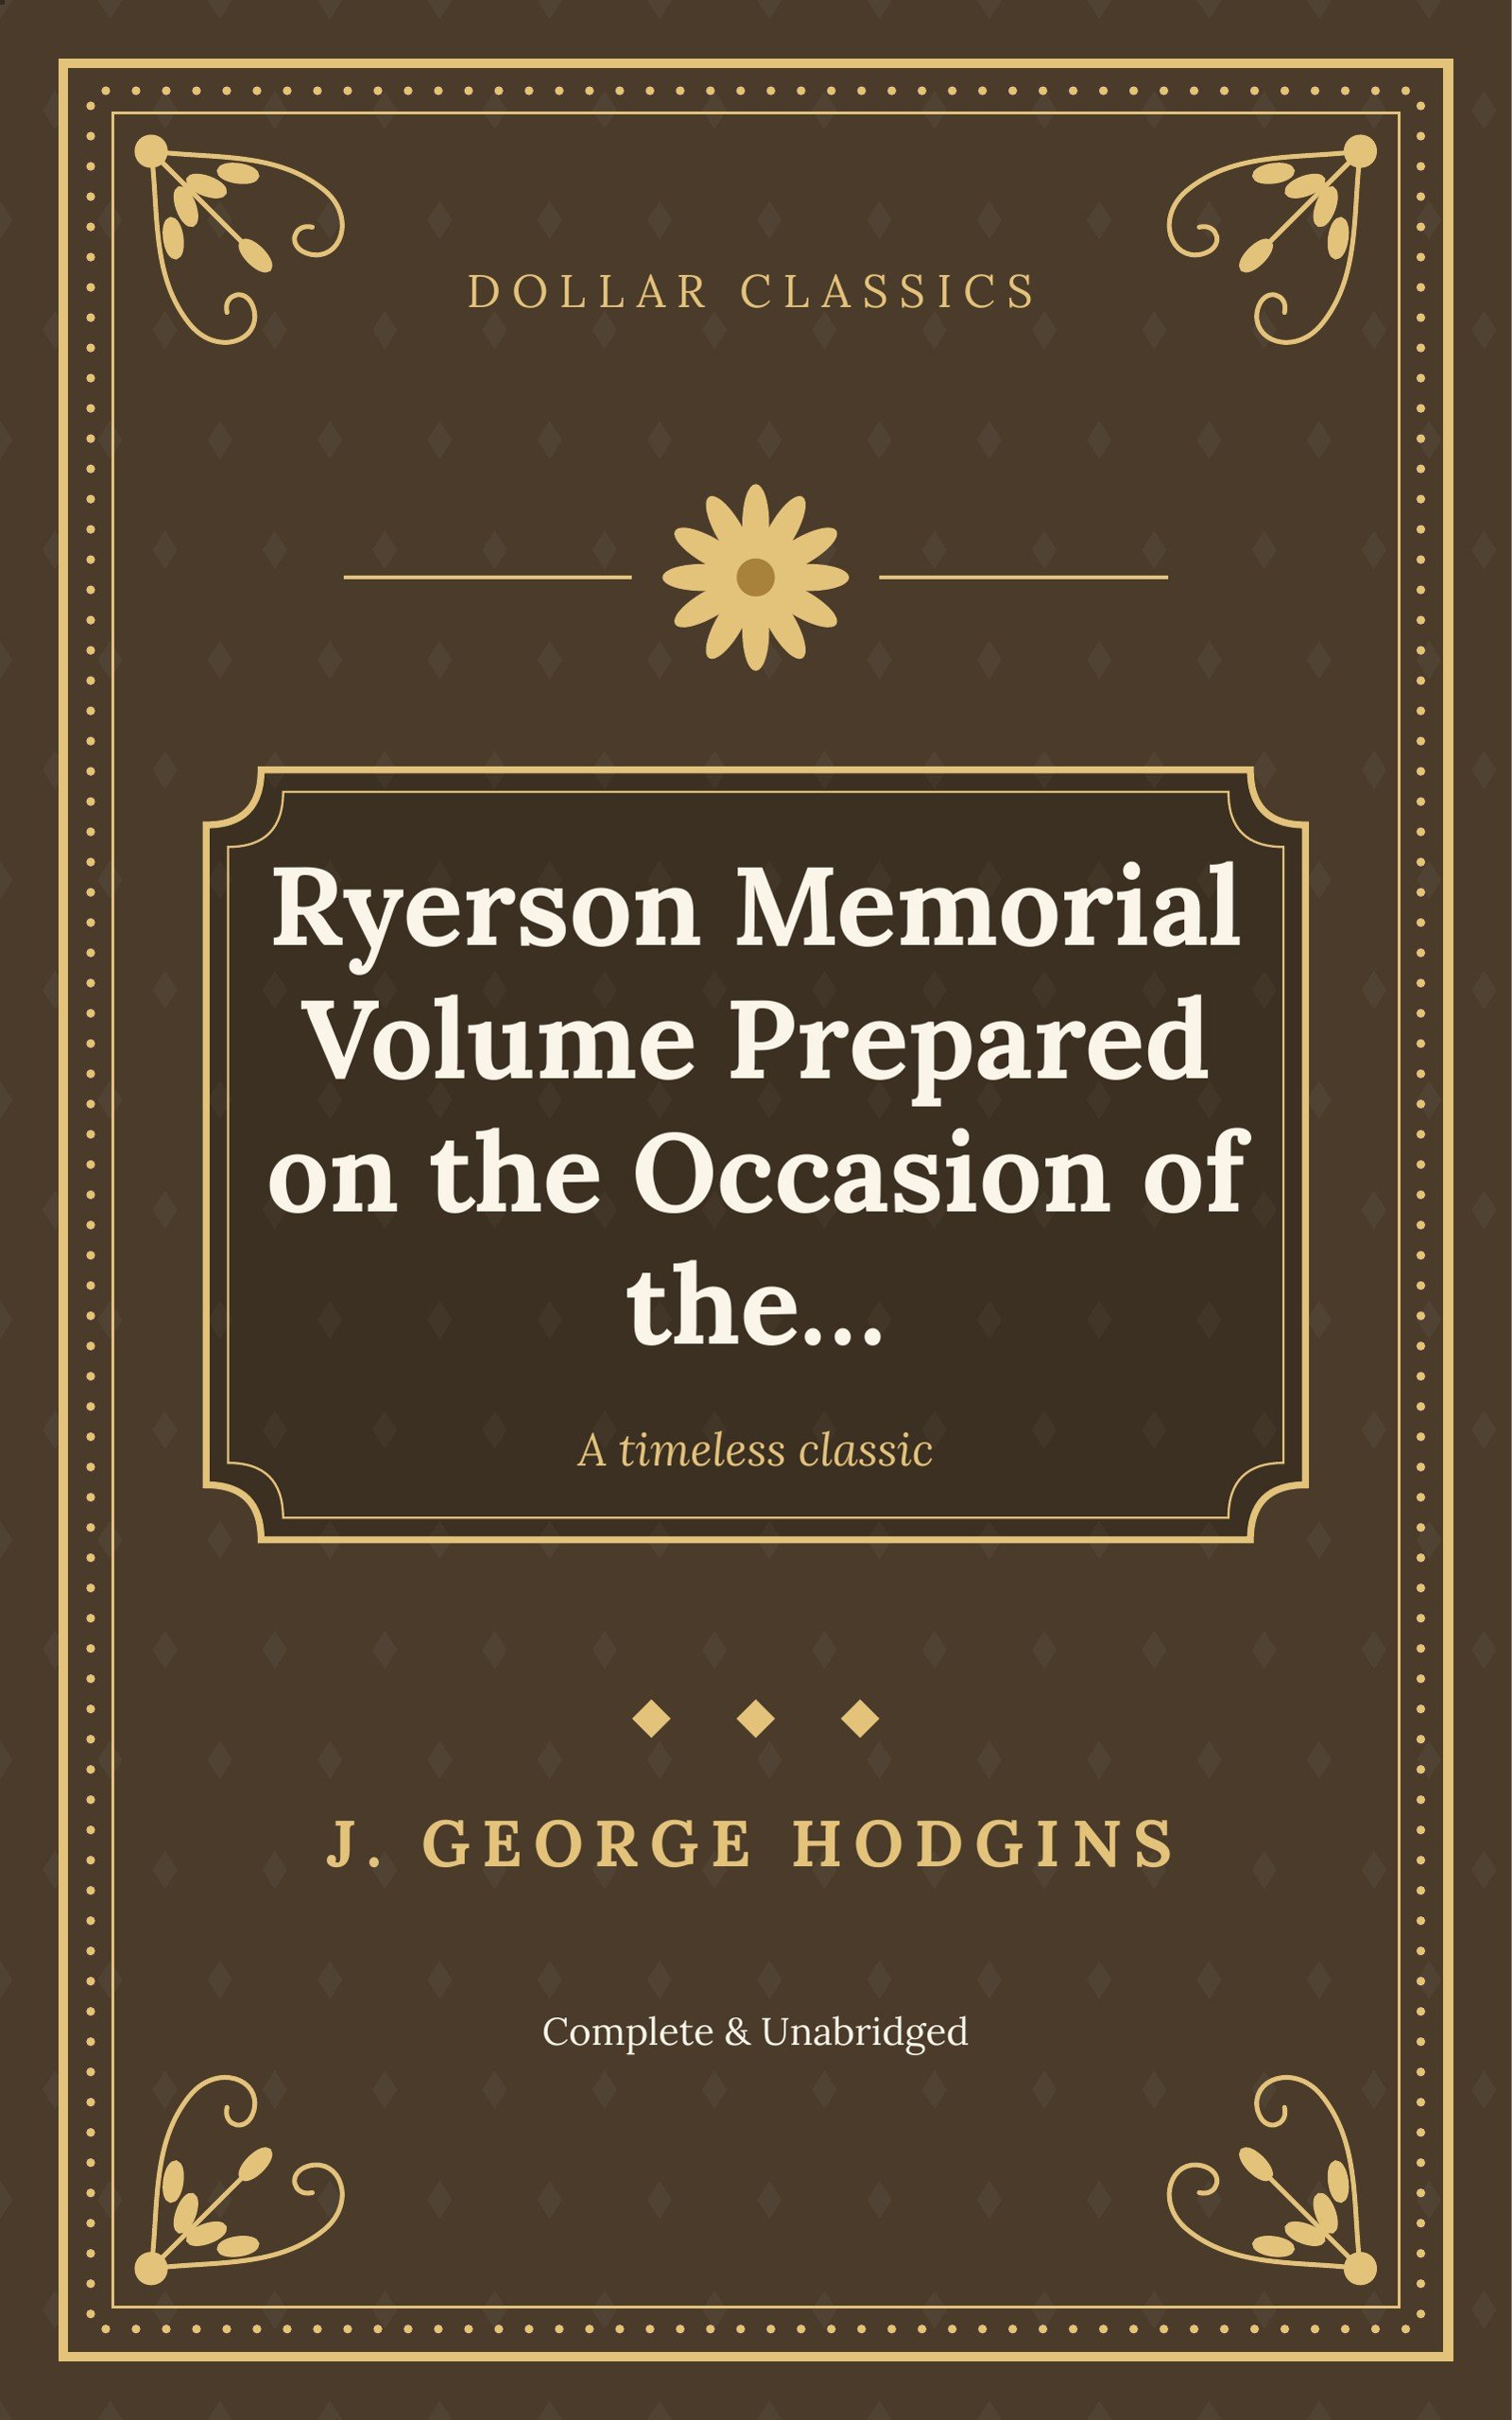 DOLLAR CLASSICS
Ryerson Memorial
Volume Prepared
on the Occasion of
the...
A timeless classic
J. GEORGE HODGINS
Complete & Unabridged